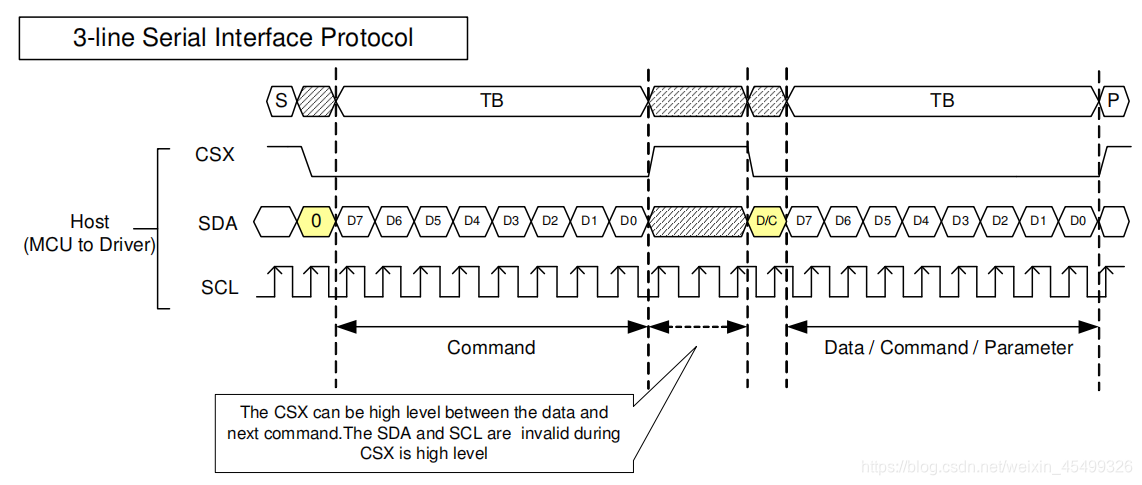 3-line Serial Interface Protocol
S TB TB P
CSX
SDA 0 D7 D6 D5 D4 D3 D2 D1 D0 D/C D7 D6 D5 D4 D3 D2 D1 D0
Host
(MCU to Driver)
SCL
Command Data / Command / Parameter
The CSX can be high level between the data and
next command.The SDA and SCL are invalid during
CSX is high level
https://blog.csdn.net/weixin_45499326